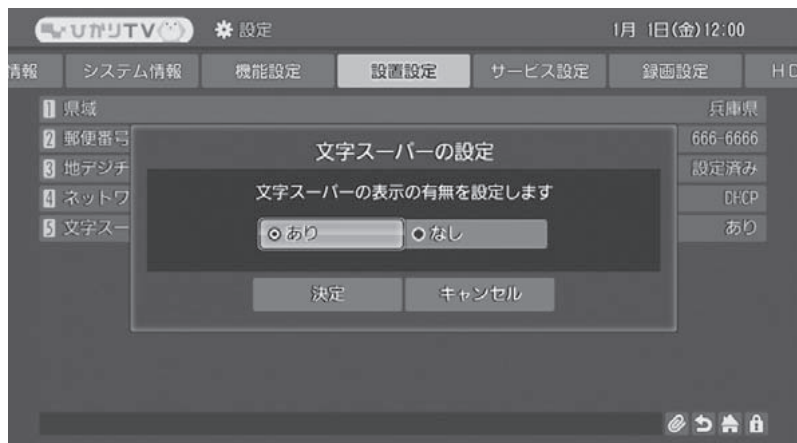 ひかりTV 設定 1月 1日(金)12:00
情報 システム情報 機能設定 設置設定 サービス設定 録画設定 HD
1 県域 兵庫県
2 郵便番号 666-6666
3 地デジチ 設定済み
4 ネットワ DHCP
5 文字スー あり
文字スーパーの設定
文字スーパーの表示の有無を設定します
あり なし
決定 キャンセル